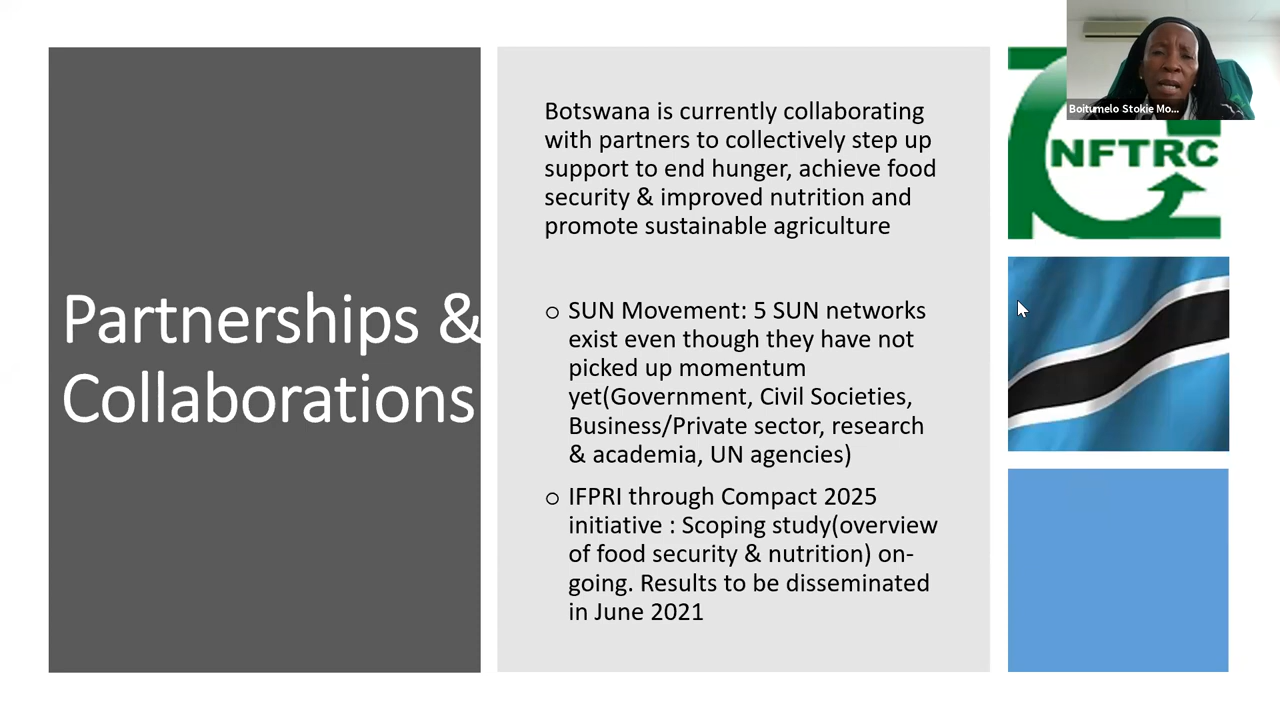 Partnerships &
Collaborations
Botswana is currently collaborating
with partners to collectively step up
support to end hunger, achieve food
security & improved nutrition and
promote sustainable agriculture
SUN Movement: 5 SUN networks
exist even though they have not
picked up momentum
yet(Government, Civil Societies,
Business/Private sector, research
& academia, UN agencies)
IFPRI through Compact 2025
initiative : Scoping study(overview
of food security & nutrition) on-
going. Results to be disseminated
in June 2021
Boitumelo Stokie Mo...
NFTRC